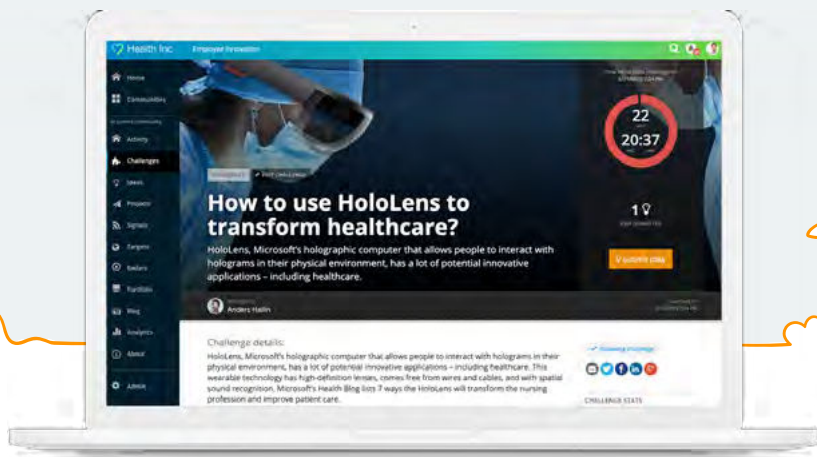 Health Inc
Employee Innovation
Home
Communities
Activity
Challenges
Ideas
Projects
Signals
Targets
Radars
Portfolio
Blog
Analytics
About
Admin
22
20:37
EDIT CHALLENGE
How to use HoloLens to
transform healthcare?
HoloLens, Microsoft's holographic computer that allows people to interact with
holograms in their physical environment, has a lot of potential innovative
applications – including healthcare.
1
SUBMIT IDEA
Anders Hallin
Challenge details:
HoloLens, Microsoft's holographic computer that allows people to interact with holograms in their
physical environment, has a lot of potential innovative applications – including healthcare. This
wearable technology has high-definition lenses, comes free from wires and cables, and with spatial
sound recognition, Microsoft's Health Blog lists 7 ways the HoloLens will transform the nursing
profession and improve patient care.
CHALLENGE STATS